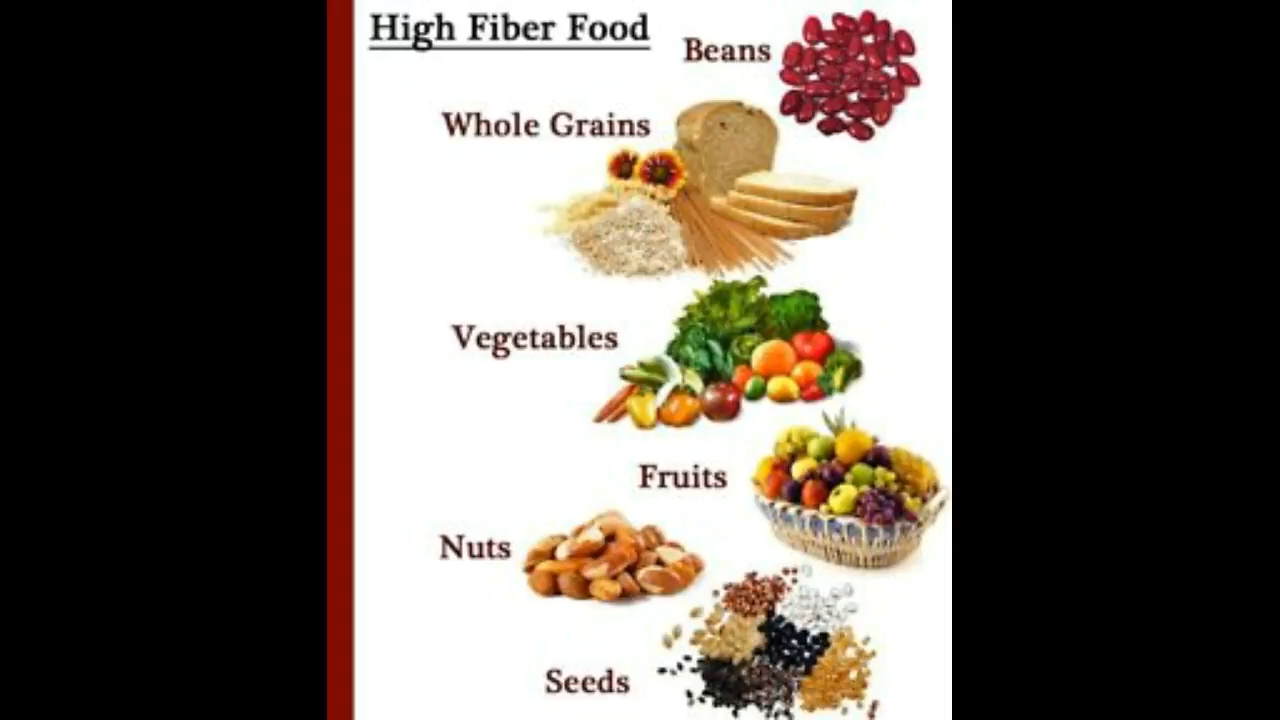 High Fiber Food
Beans
Whole Grains
Vegetables
Fruits
Nuts
Seeds